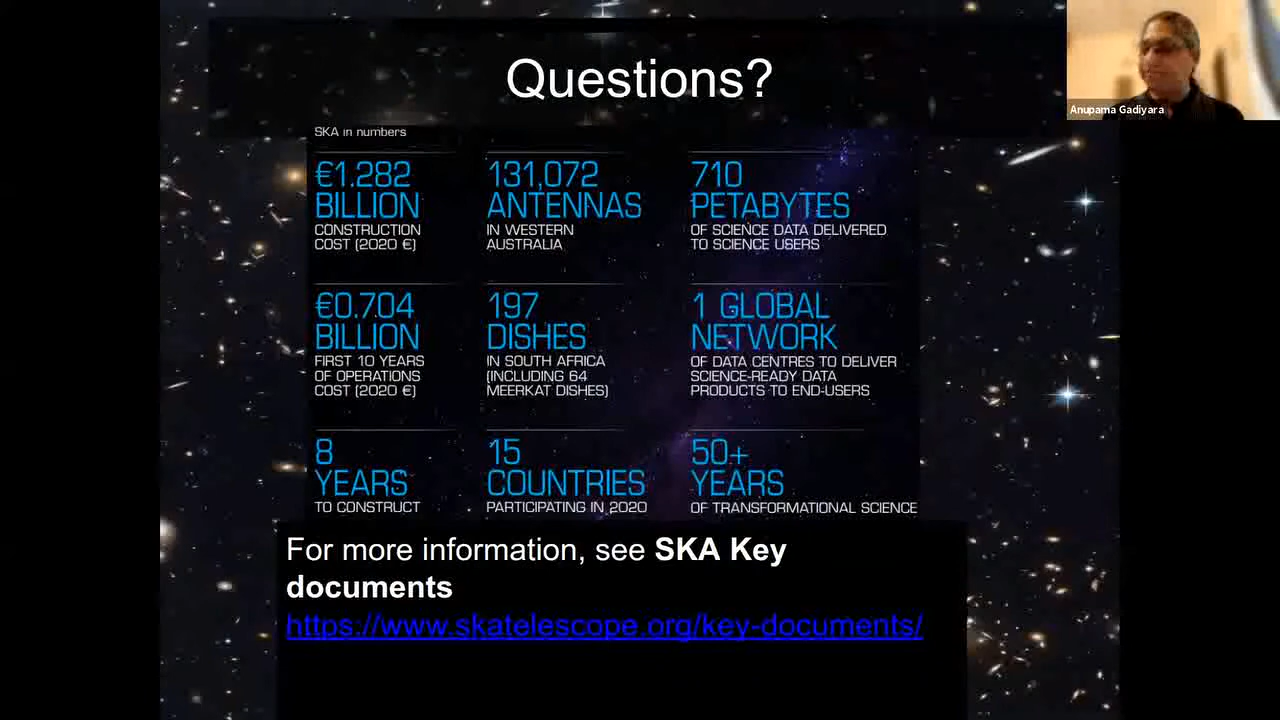 Questions?
Anupama Gadiyara
SKA in numbers
€1.282
BILLION
CONSTRUCTION
COST (2020 €)
131,072
ANTENNAS
IN WESTERN
AUSTRALIA
710
PETABYTES
OF SCIENCE DATA DELIVERED
TO SCIENCE USERS
€0.704
BILLION
FIRST 10 YEARS
OF OPERATIONS
COST (2020 €)
197
DISHES
IN SOUTH AFRICA
(INCLUDING 64
MEERKAT DISHES)
1 GLOBAL
NETWORK
OF DATA CENTRES TO DELIVER
SCIENCE-READY DATA
PRODUCTS TO END-USERS
8
YEARS
TO CONSTRUCT
15
COUNTRIES
PARTICIPATING IN 2020
50+
YEARS
OF TRANSFORMATIONAL SCIENCE
For more information, see SKA Key
documents
https://www.skatelescope.org/key-documents/